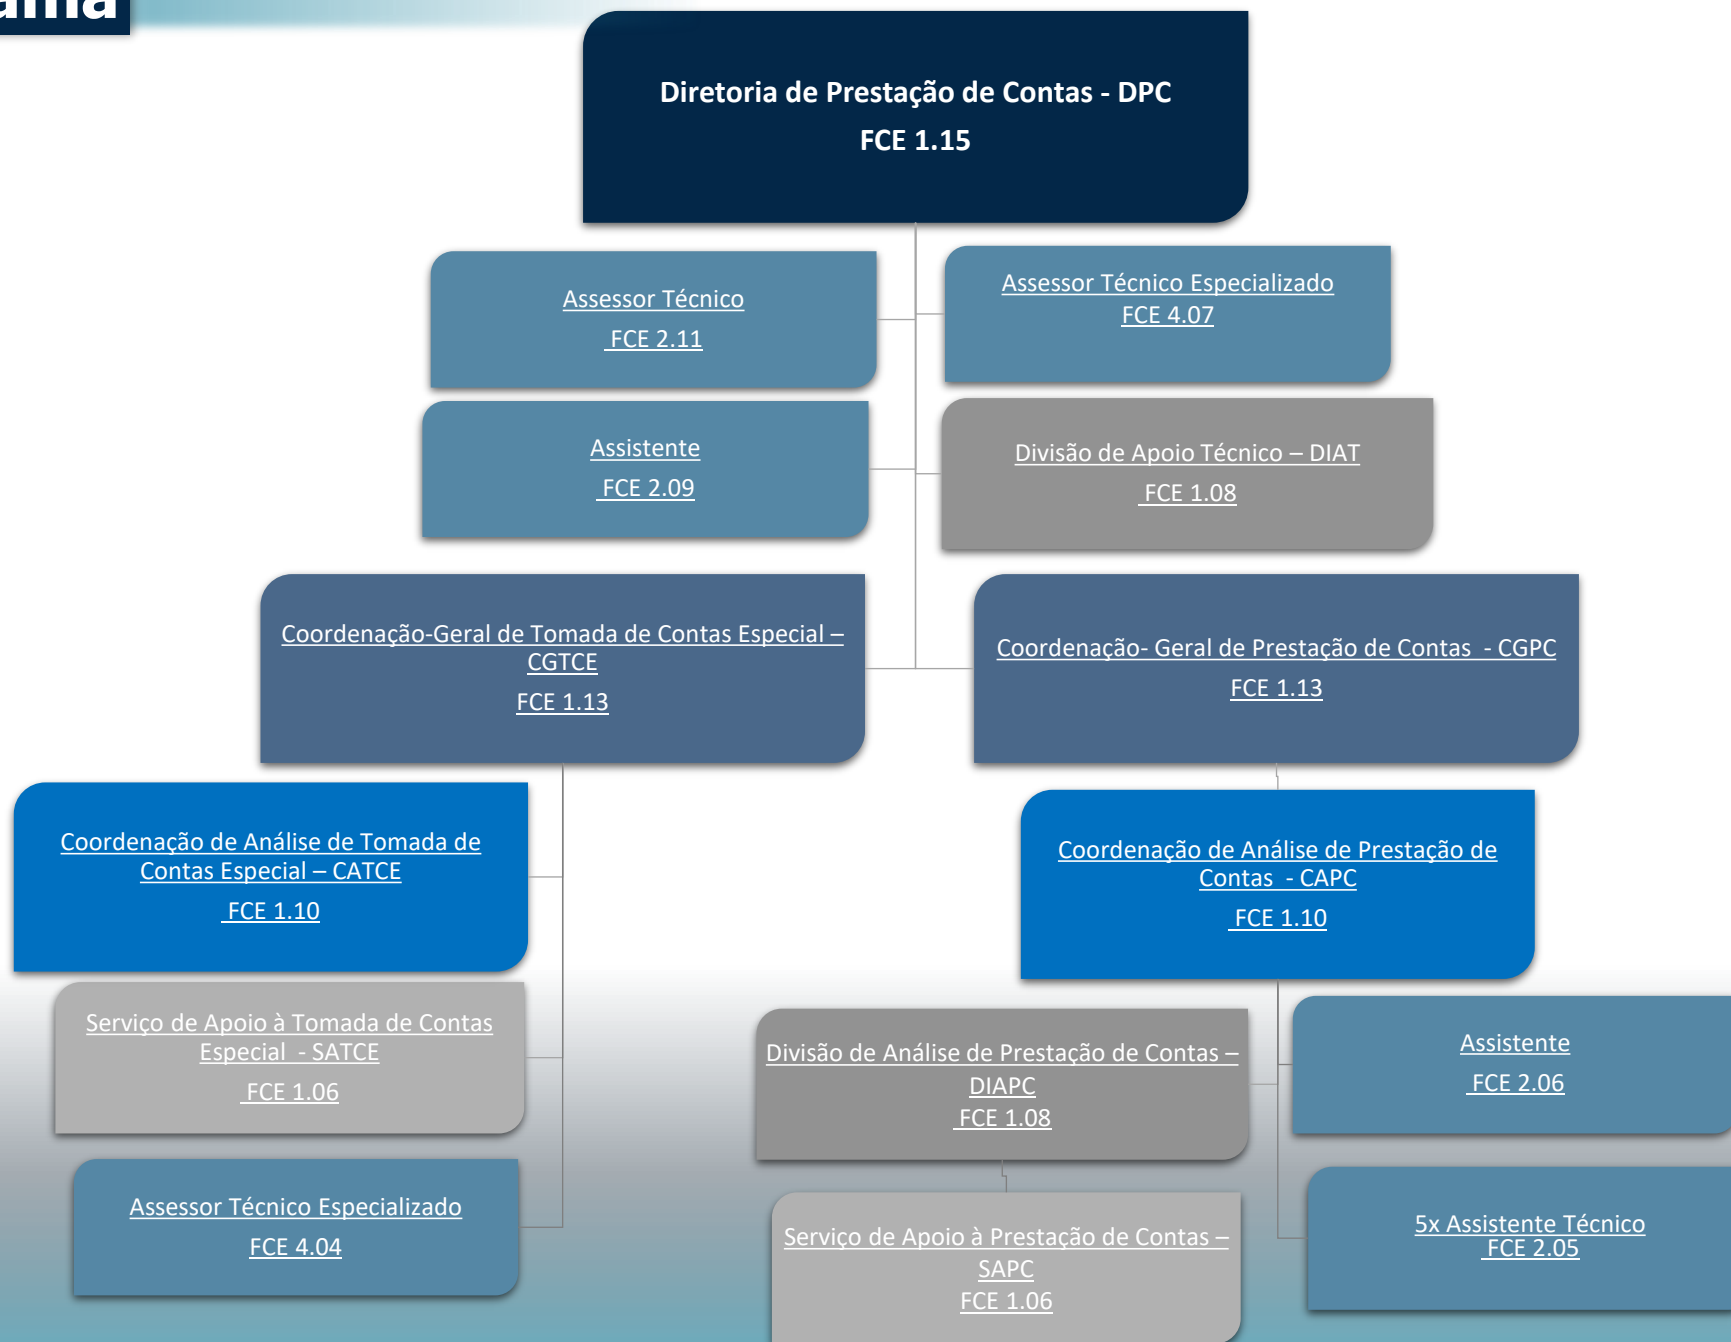 Diretoria de Prestação de Contas - DPC
FCE 1.15
Assessor Técnico
FCE 2.11
Assessor Técnico Especializado
FCE 4.07
Assistente
FCE 2.09
Divisão de Apoio Técnico – DIAT
FCE 1.08
Coordenação-Geral de Tomada de Contas Especial –
CGTCE
FCE 1.13
Coordenação- Geral de Prestação de Contas  - CGPC
FCE 1.13
Coordenação de Análise de Tomada de
Contas Especial – CATCE
FCE 1.10
Coordenação de Análise de Prestação de
Contas  - CAPC
FCE 1.10
Serviço de Apoio à Tomada de Contas
Especial  - SATCE
FCE 1.06
Divisão de Análise de Prestação de Contas –
DIAPC
FCE 1.08
Assistente
FCE 2.06
Assessor Técnico Especializado
FCE 4.04
Serviço de Apoio à Prestação de Contas –
SAPC
FCE 1.06
5x Assistente Técnico
FCE 2.05